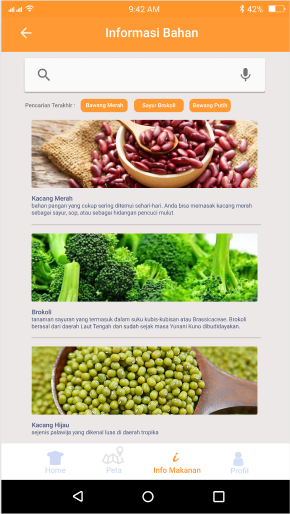 9:42 AM
42%
Informasi Bahan
Pencarian Terakhir :
Bawang Merah
Sayur Brokoli
Bawang Putih
Kacang Merah
bahan pangan yang cukup sering ditemui sehari-hari. Anda bisa memasak kacang merah
sebagai sayur, sop, atau sebagai hidangan pencuci mulut
Brokoli
tanaman sayuran yang termasuk dalam suku kubis-kubisan atau Brassicaceae. Brokoli
berasal dari daerah Laut Tengah dan sudah sejak masa Yunani Kuno dibudidayakan.
Kacang Hijau
sejenis palawija yang dikenal luas di daerah tropika
Home
Peta
Info Makanan
Profil